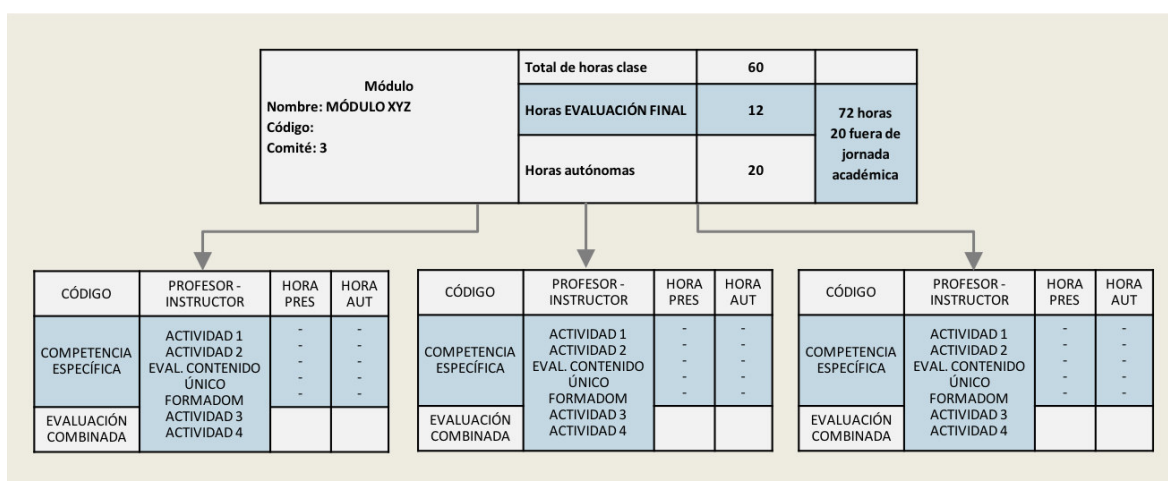 Módulo
Nombre: MÓDULO XYZ
Código:
Comité: 3
Total de horas clase 60
Horas EVALUACIÓN FINAL 12
Horas autónomas 20
72 horas
20 fuera de
jornada
académica
CÓDIGO
PROFESOR -
INSTRUCTOR
HORA
PRES
HORA
AUT
COMPETENCIA
ESPECÍFICA
ACTIVIDAD 1 - -
ACTIVIDAD 2 - -
EVAL. CONTENIDO - -
ÚNICO - -
FORMADOM - -
ACTIVIDAD 3
ACTIVIDAD 4
EVALUACIÓN
COMBINADA
CÓDIGO
PROFESOR -
INSTRUCTOR
HORA
PRES
HORA
AUT
COMPETENCIA
ESPECÍFICA
ACTIVIDAD 1 - -
ACTIVIDAD 2 - -
EVAL. CONTENIDO - -
ÚNICO - -
FORMADOM - -
ACTIVIDAD 3
ACTIVIDAD 4
EVALUACIÓN
COMBINADA
CÓDIGO
PROFESOR -
INSTRUCTOR
HORA
PRES
HORA
AUT
COMPETENCIA
ESPECÍFICA
ACTIVIDAD 1 - -
ACTIVIDAD 2 - -
EVAL. CONTENIDO - -
ÚNICO - -
FORMADOM - -
ACTIVIDAD 3
ACTIVIDAD 4
EVALUACIÓN
COMBINADA